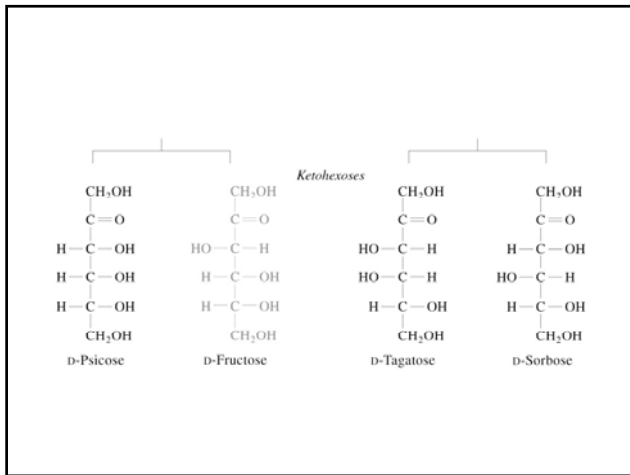 Ketohexoses
CH₂OH CH₂OH CH₂OH CH₂OH
C=O C=O C=O C=O
H—C—OH HO—C—H HO—C—H H—C—OH
H—C—OH H—C—OH HO—C—H HO—C—H
H—C—OH H—C—OH H—C—OH H—C—OH
CH₂OH CH₂OH CH₂OH CH₂OH
D-Psicose D-Fructose D-Tagatose D-Sorbose